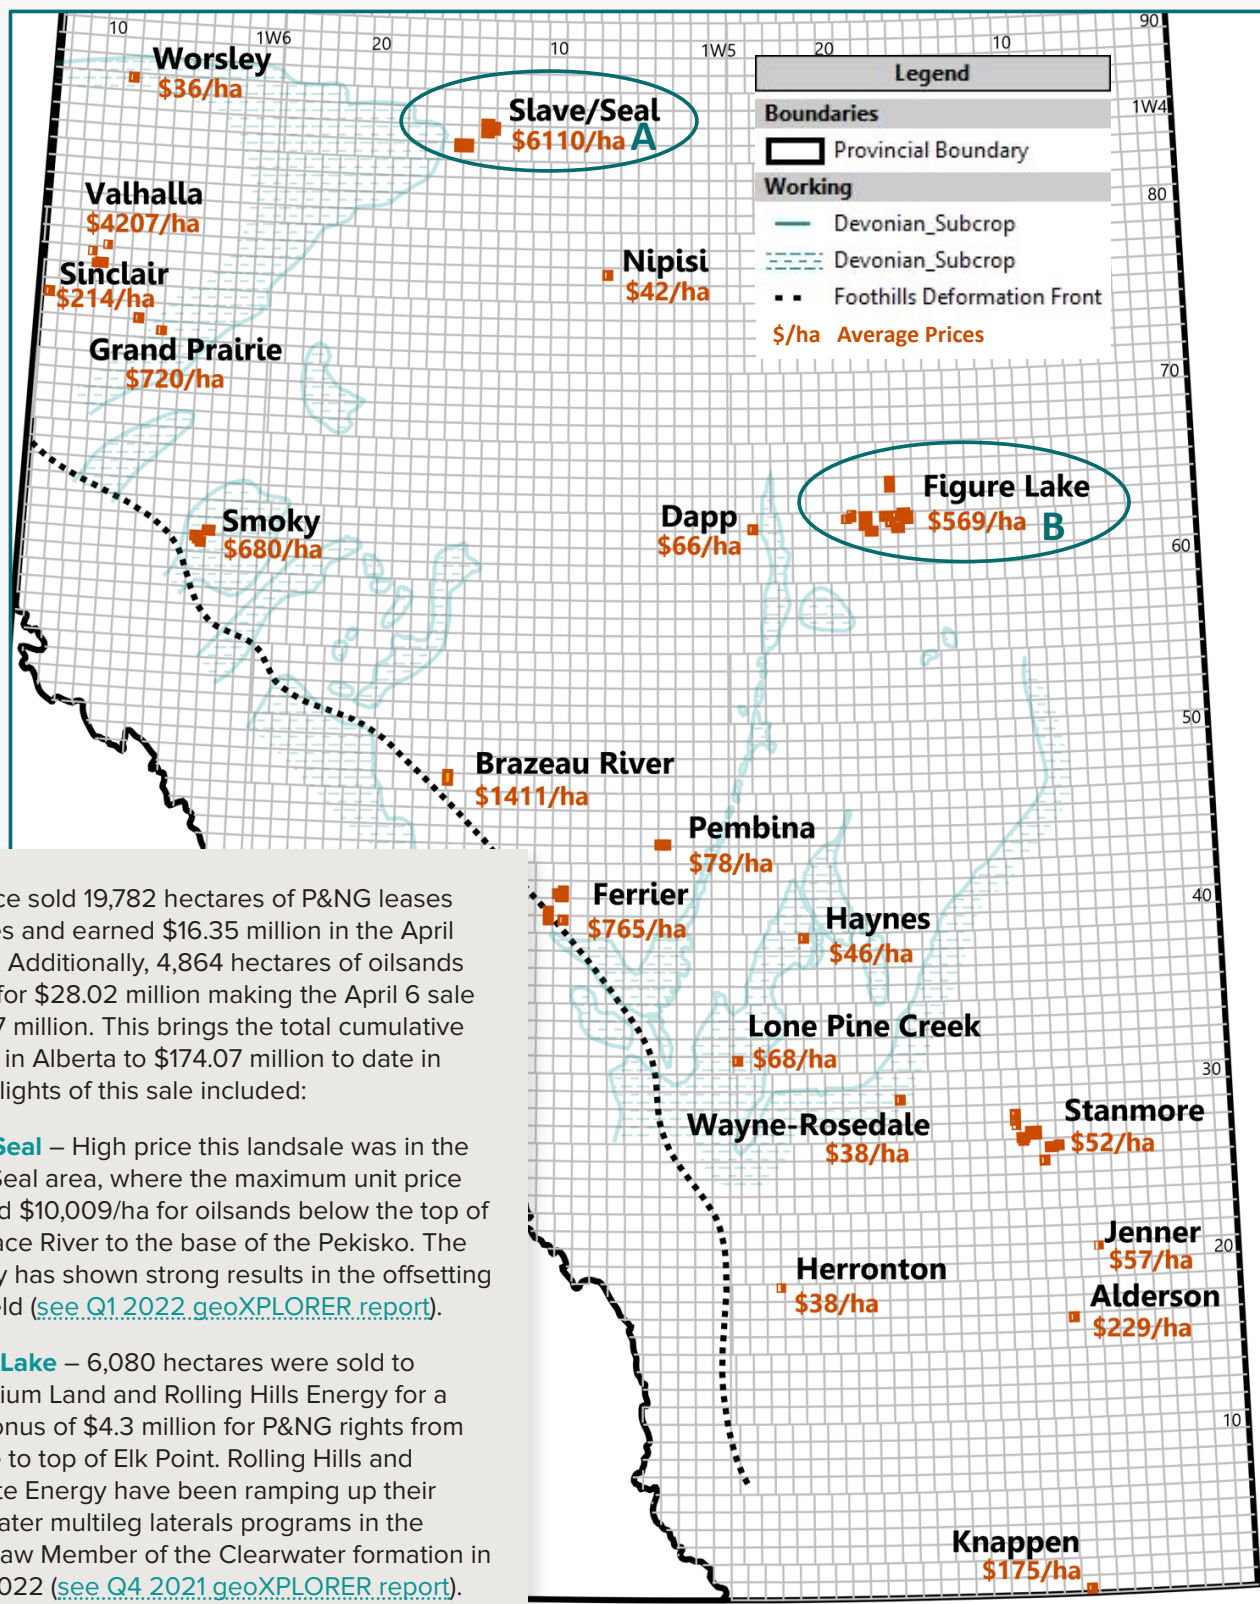 10
1W6
20
10
1W5
20
10
90
1W4
80
70
60
50
40
30
20
10
Worsley
$36/ha
Slave/Seal
$6110/ha A
Legend
Boundaries
Provincial Boundary
Working
Devonian_Subcrop
Devonian_Subcrop
Foothills Deformation Front
$/ha Average Prices
Valhalla
$4207/ha
Sinclair
$214/ha
Nipisi
$42/ha
Grand Prairie
$720/ha
Smoky
$680/ha
Dapp
$66/ha
Figure Lake
$569/ha B
Brazeau River
$1411/ha
Pembina
$78/ha
Ferrier
$765/ha
Haynes
$46/ha
Lone Pine Creek
$68/ha
Wayne-Rosedale
$38/ha
Stanmore
$52/ha
Jenner
$57/ha
Herronton
$38/ha
Alderson
$229/ha
Knappen
$175/ha
ce sold 19,782 hectares of P&NG leases
es and earned $16.35 million in the April
Additionally, 4,864 hectares of oilsands
for $28.02 million making the April 6 sale
7 million. This brings the total cumulative
in Alberta to $174.07 million to date in
lights of this sale included:
Seal – High price this landsale was in the
Seal area, where the maximum unit price
d $10,009/ha for oilsands below the top of
ace River to the base of the Pekisko. The
y has shown strong results in the offsetting
eld (see Q1 2022 geoXPLORER report).
Lake – 6,080 hectares were sold to
ium Land and Rolling Hills Energy for a
onus of $4.3 million for P&NG rights from
e to top of Elk Point. Rolling Hills and
te Energy have been ramping up their
ater multileg laterals programs in the
aw Member of the Clearwater formation in
022 (see Q4 2021 geoXPLORER report).